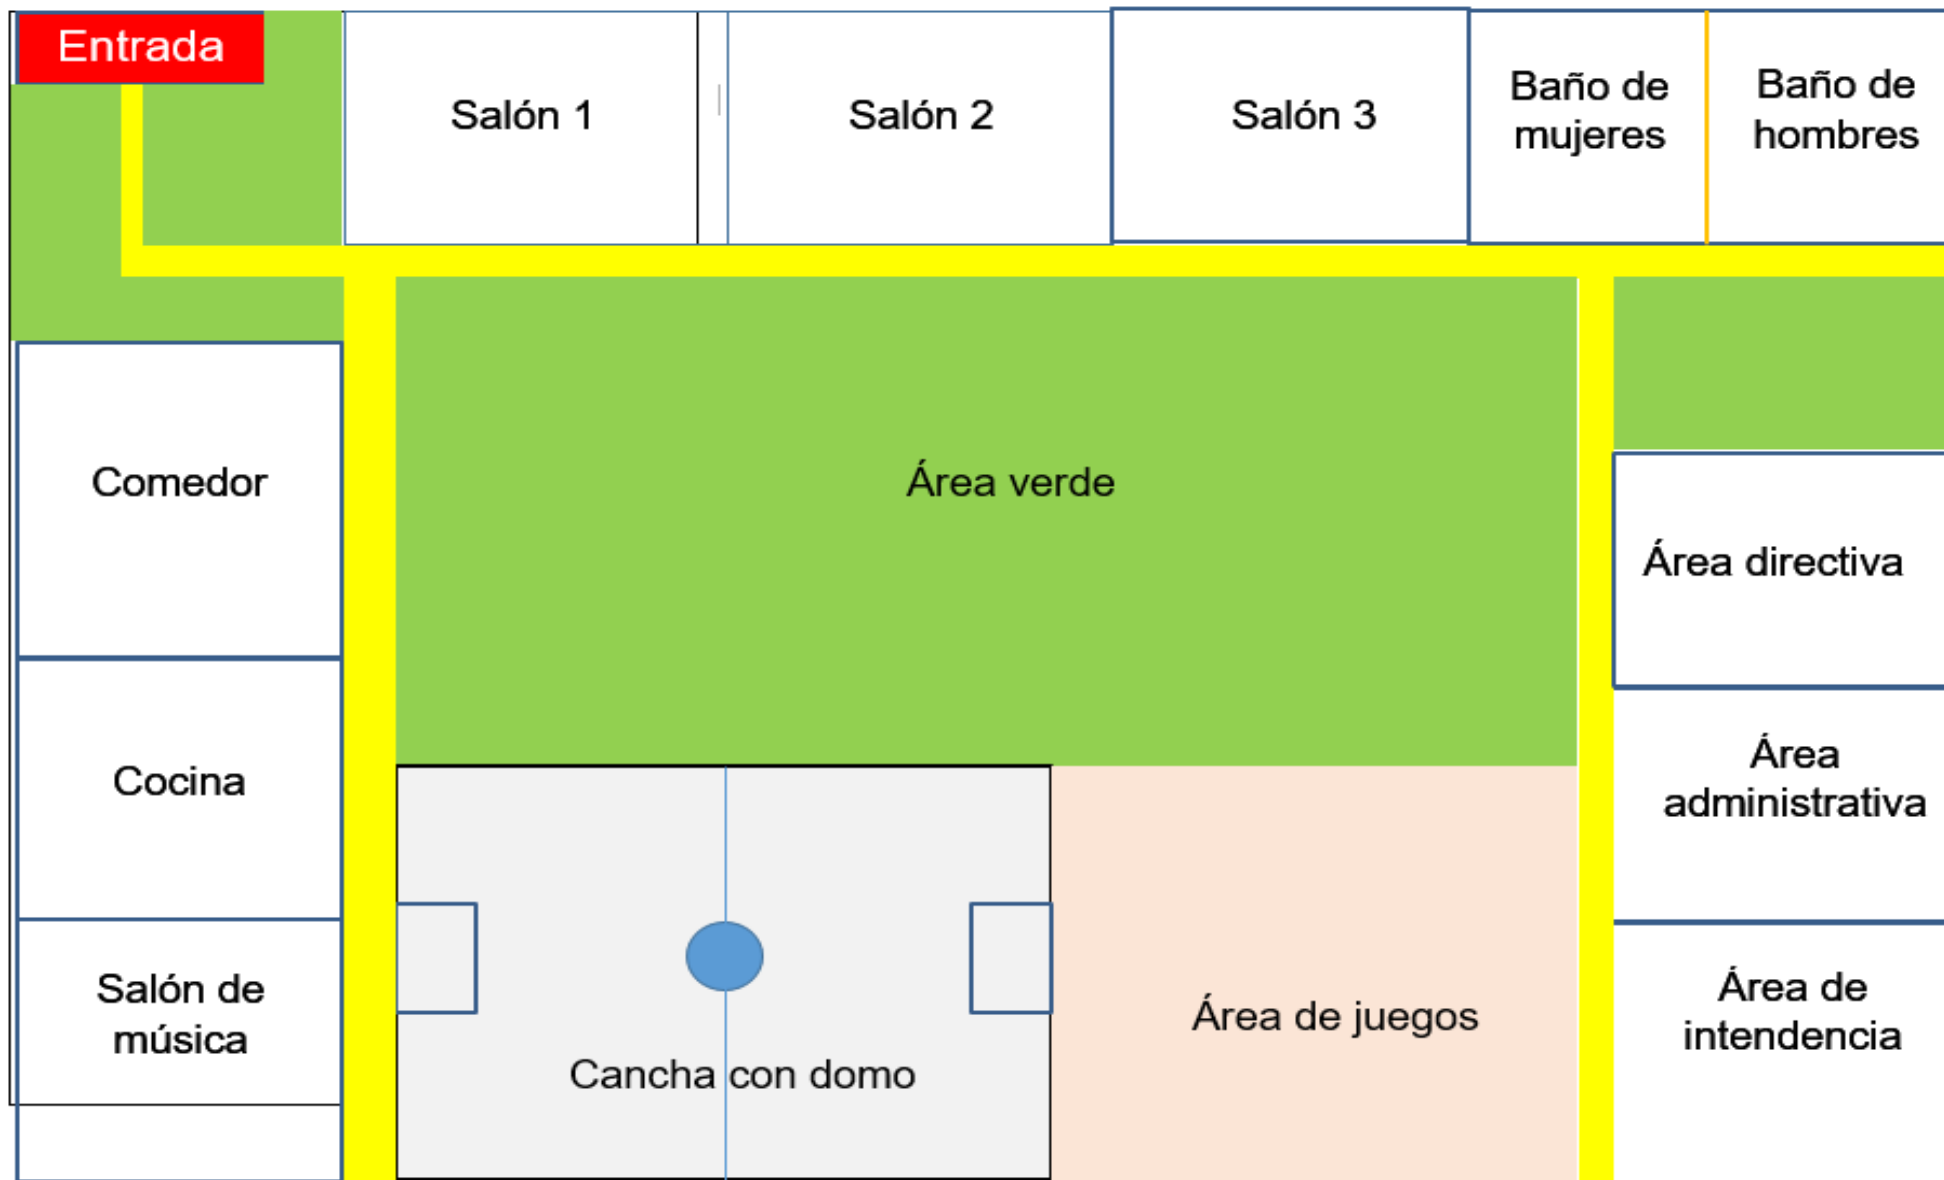 Entrada
Salón 1
Salón 2
Salón 3
Baño de
mujeres
Baño de
hombres
Comedor
Área verde
Área directiva
Cocina
Área
administrativa
Salón de
música
Cancha con domo
Área de juegos
Área de
intendencia